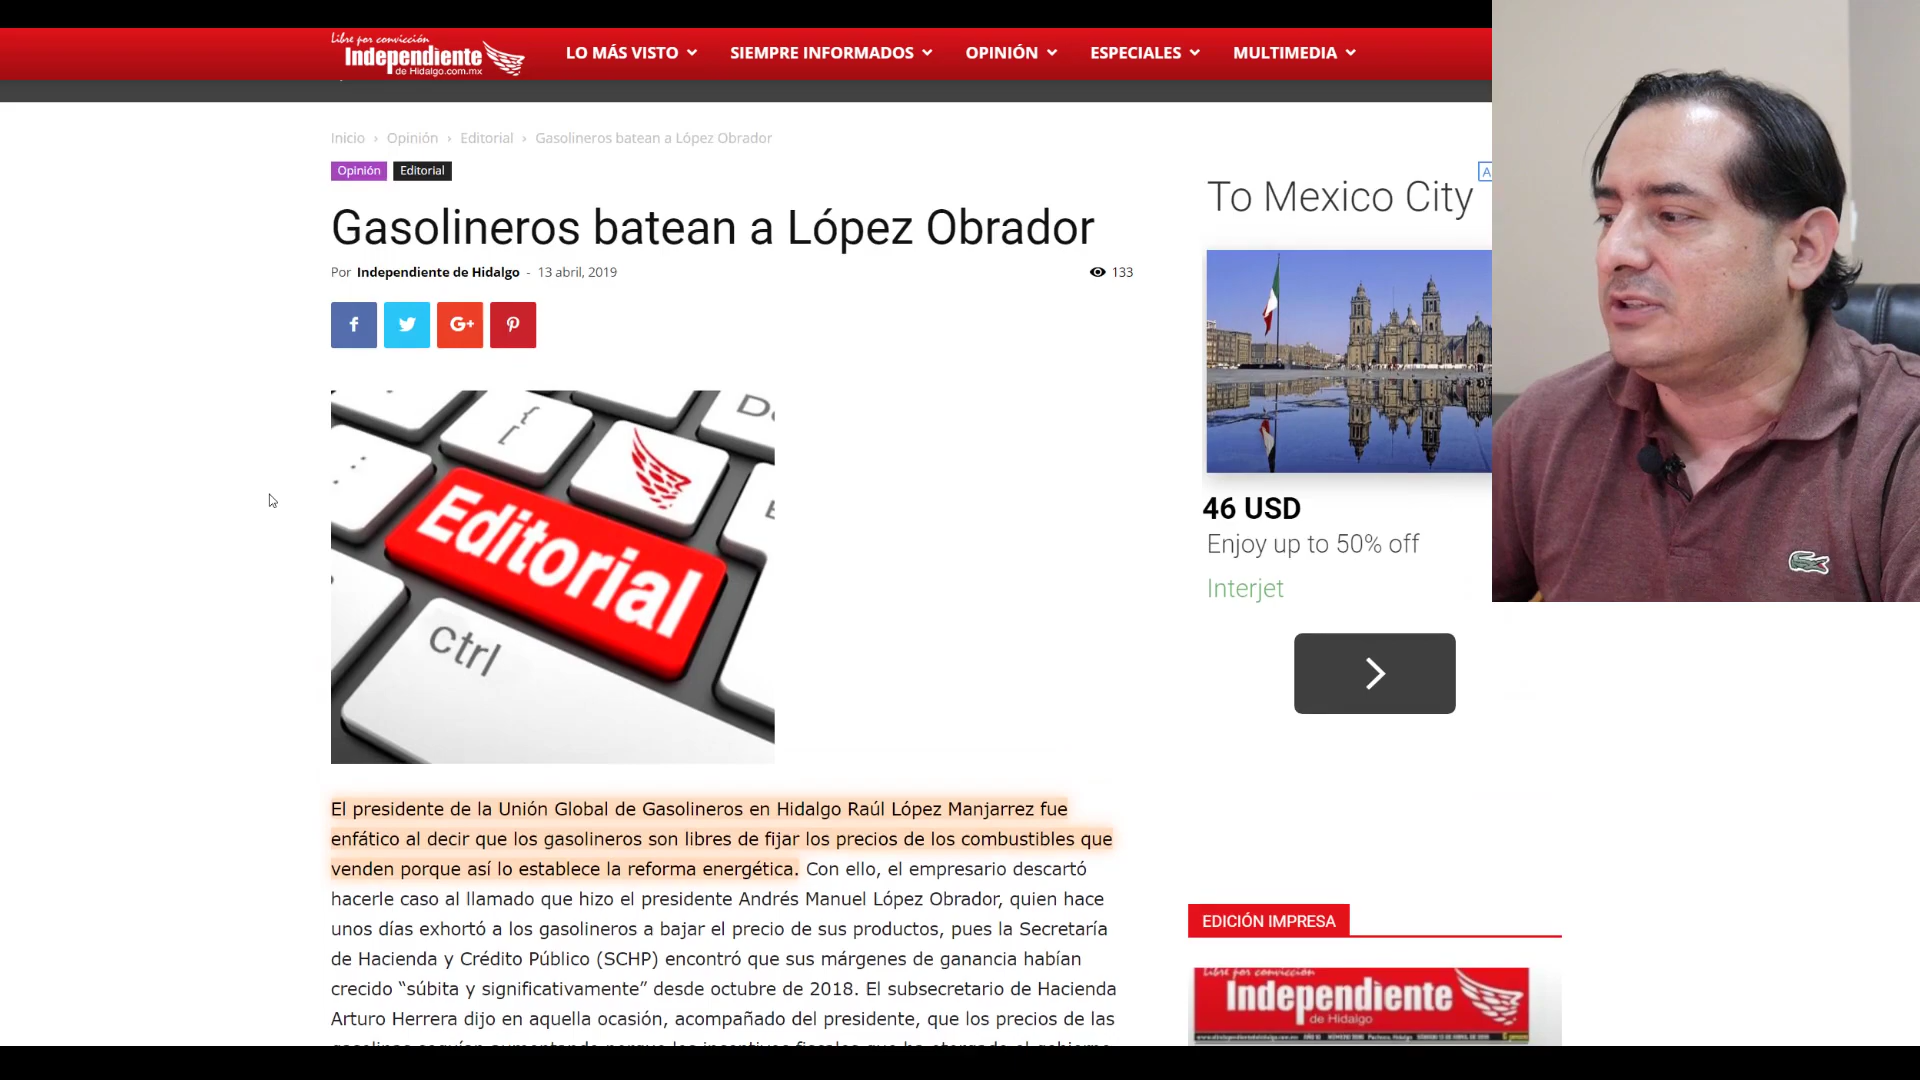 Libre por convicción
Independiente
de Hidalgo.com.mx
LO MÁS VISTO
SIEMPRE INFORMADOS
OPINIÓN
ESPECIALES
MULTIMEDIA
Inicio › Opinión › Editorial › Gasolineros batean a López Obrador
Opinión
Editorial
Gasolineros batean a López Obrador
Por Independiente de Hidalgo - 13 abril, 2019
133
f
G+
{
[
Editorial
ctrl
El presidente de la Unión Global de Gasolineros en Hidalgo Raúl López Manjarrez fue
enfático al decir que los gasolineros son libres de fijar los precios de los combustibles que
venden porque así lo establece la reforma energética. Con ello, el empresario descartó
hacerle caso al llamado que hizo el presidente Andrés Manuel López Obrador, quien hace
unos días exhortó a los gasolineros a bajar el precio de sus productos, pues la Secretaría
de Hacienda y Crédito Público (SCHP) encontró que sus márgenes de ganancia habían
crecido “súbita y significativamente” desde octubre de 2018. El subsecretario de Hacienda
Arturo Herrera dijo en aquella ocasión, acompañado del presidente, que los precios de las
To Mexico City
46 USD
Enjoy up to 50% off
Interjet
EDICIÓN IMPRESA
Libre por convicción
Independiente
de Hidalgo